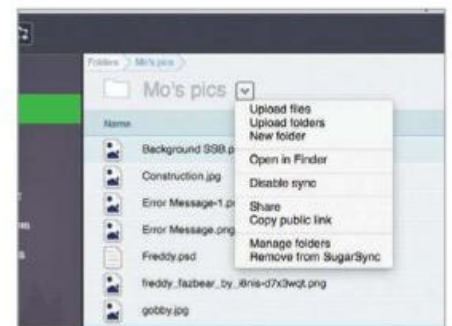 Folders Mo's pics
Mo's pics
Name
Background SSB.p
Construction.jpg
Error Message-1.p
Error Message.png
Freddy.psd
freddy_fazbear_by_i6nis-d7x3wqt.png
gobby.jpg
Upload files
Upload folders
New folder
Open in Finder
Disable sync
Share
Copy public link
Manage folders
Remove from SugarSync